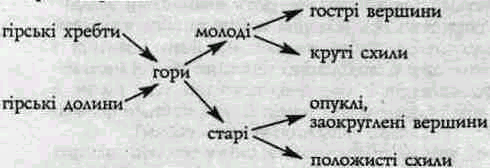 гострі вершини
гірські хребти
молоді
круті схили
гори
гірські долини
опуклі,
заокруглені вершини
старі
положисті схили